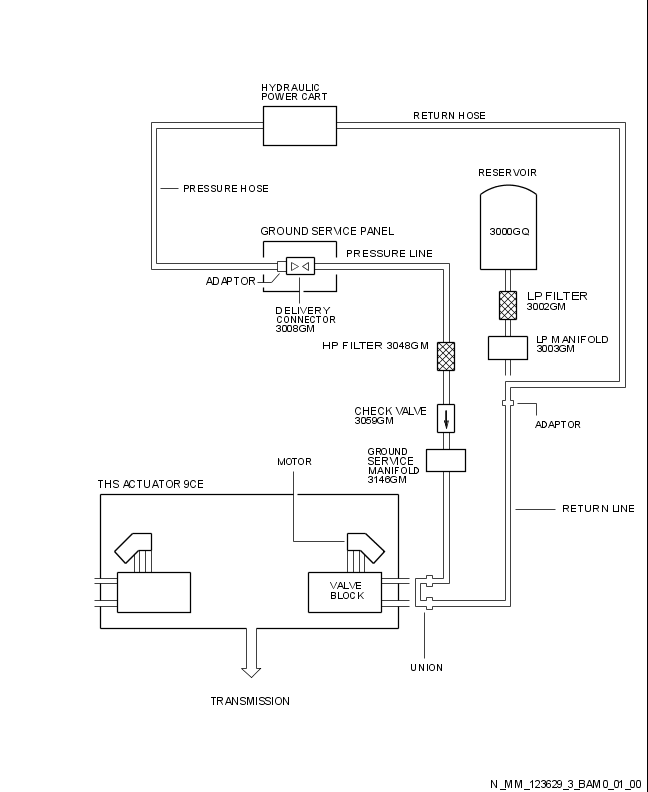 HYDRAULIC
POWER CART
RETURN HOSE
RESERVOIR
PRESSURE HOSE
3000GQ
GROUND SERVICE PANEL
PRESSURE LINE
ADAPTOR
LP FILTER
3002GM
DELIVERY
CONNECTOR
3008GM
HP FILTER 3048GM
LP MANIFOLD
3003GM
CHECK VALVE
3059GM
ADAPTOR
GROUND
SERVICE
MANIFOLD
3146GM
MOTOR
THS ACTUATOR 9CE
RETURN LINE
VALVE
BLOCK
UNION
TRANSMISSION
N_MM_123629_3_BAM0_01_00